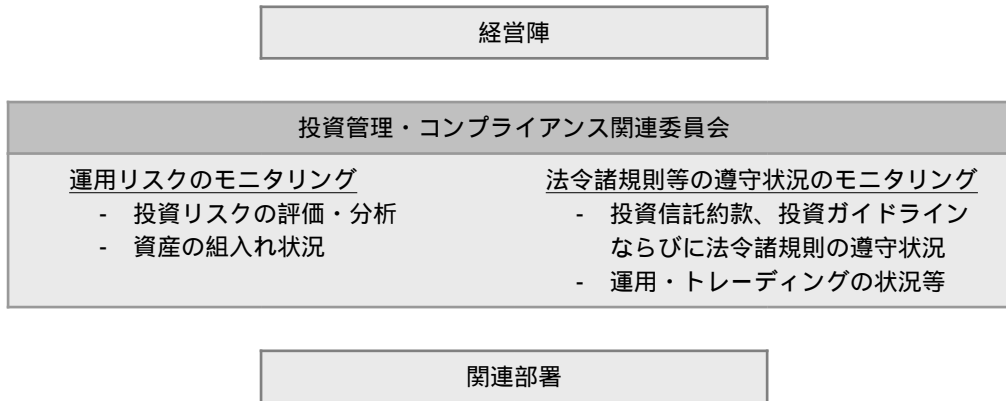 経営陣
投資管理・コンプライアンス関連委員会
運用リスクのモニタリング
- 投資リスクの評価・分析
- 資産の組入れ状況
法令諸規則等の遵守状況のモニタリング
- 投資信託約款、投資ガイドライン
ならびに法令諸規則の遵守状況
- 運用・トレーディングの状況等
関連部署